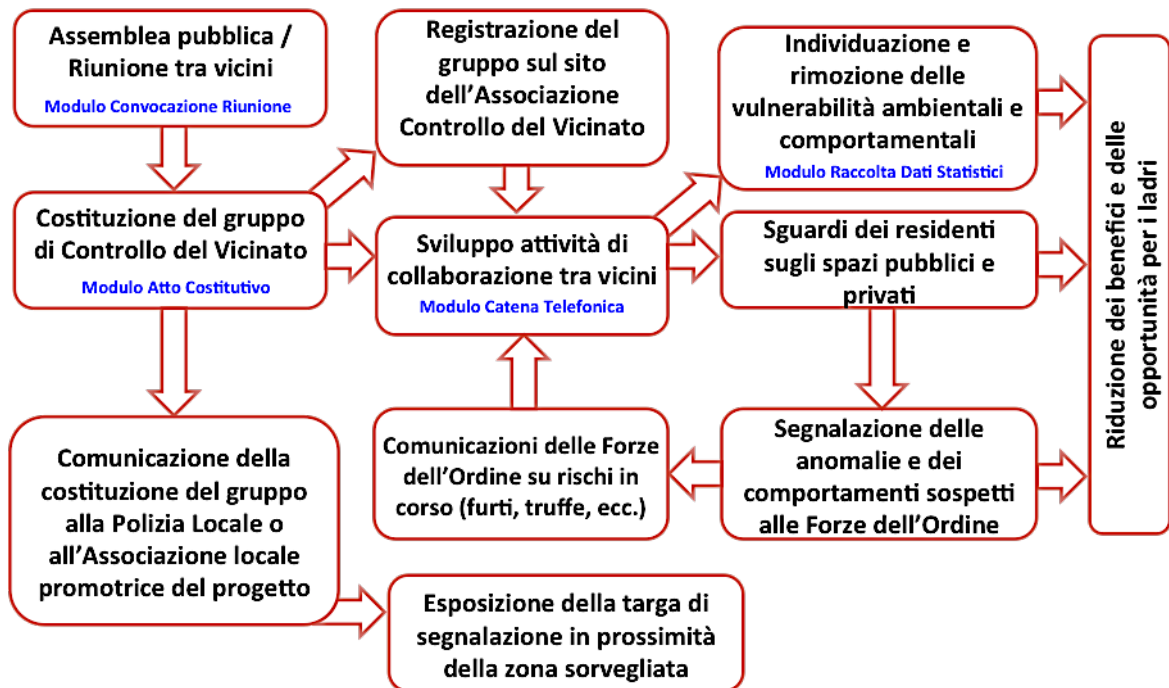 Assemblea pubblica /
Riunione tra vicini
Modulo Convocazione Riunione
Registrazione del
gruppo sul sito
dell’Associazione
Controllo del Vicinato
Individuazione e
rimozione delle
vulnerabilità ambientali e
comportamentali
Modulo Raccolta Dati Statistici
Costituzione del gruppo
di Controllo del Vicinato
Modulo Atto Costitutivo
Sviluppo attività di
collaborazione tra vicini
Modulo Catena Telefonica
Sguardi dei residenti
sugli spazi pubblici e
privati
Riduzione dei benefici e delle
opportunità per i ladri
Comunicazione della
costituzione del gruppo
alla Polizia Locale o
all’Associazione locale
promotrice del progetto
Comunicazioni delle Forze
dell’Ordine su rischi in
corso (furti, truffe, ecc.)
Segnalazione delle
anomalie e dei
comportamenti sospetti
alle Forze dell’Ordine
Esposizione della targa di
segnalazione in prossimità
della zona sorvegliata